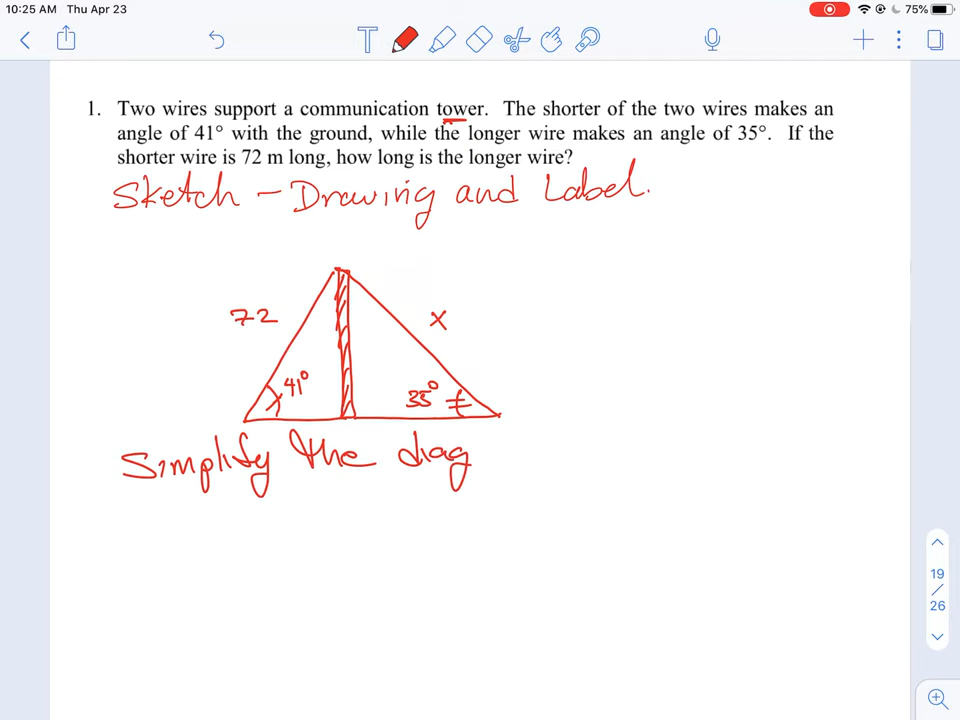 10:25 AM Thu Apr 23
75%
T
1. Two wires support a communication tower. The shorter of the two wires makes an
angle of 41° with the ground, while the longer wire makes an angle of 35°. If the
shorter wire is 72 m long, how long is the longer wire?
Sketch - Drawing and Label.
72
x
41°
35°
Simplify the diag
19
/
26